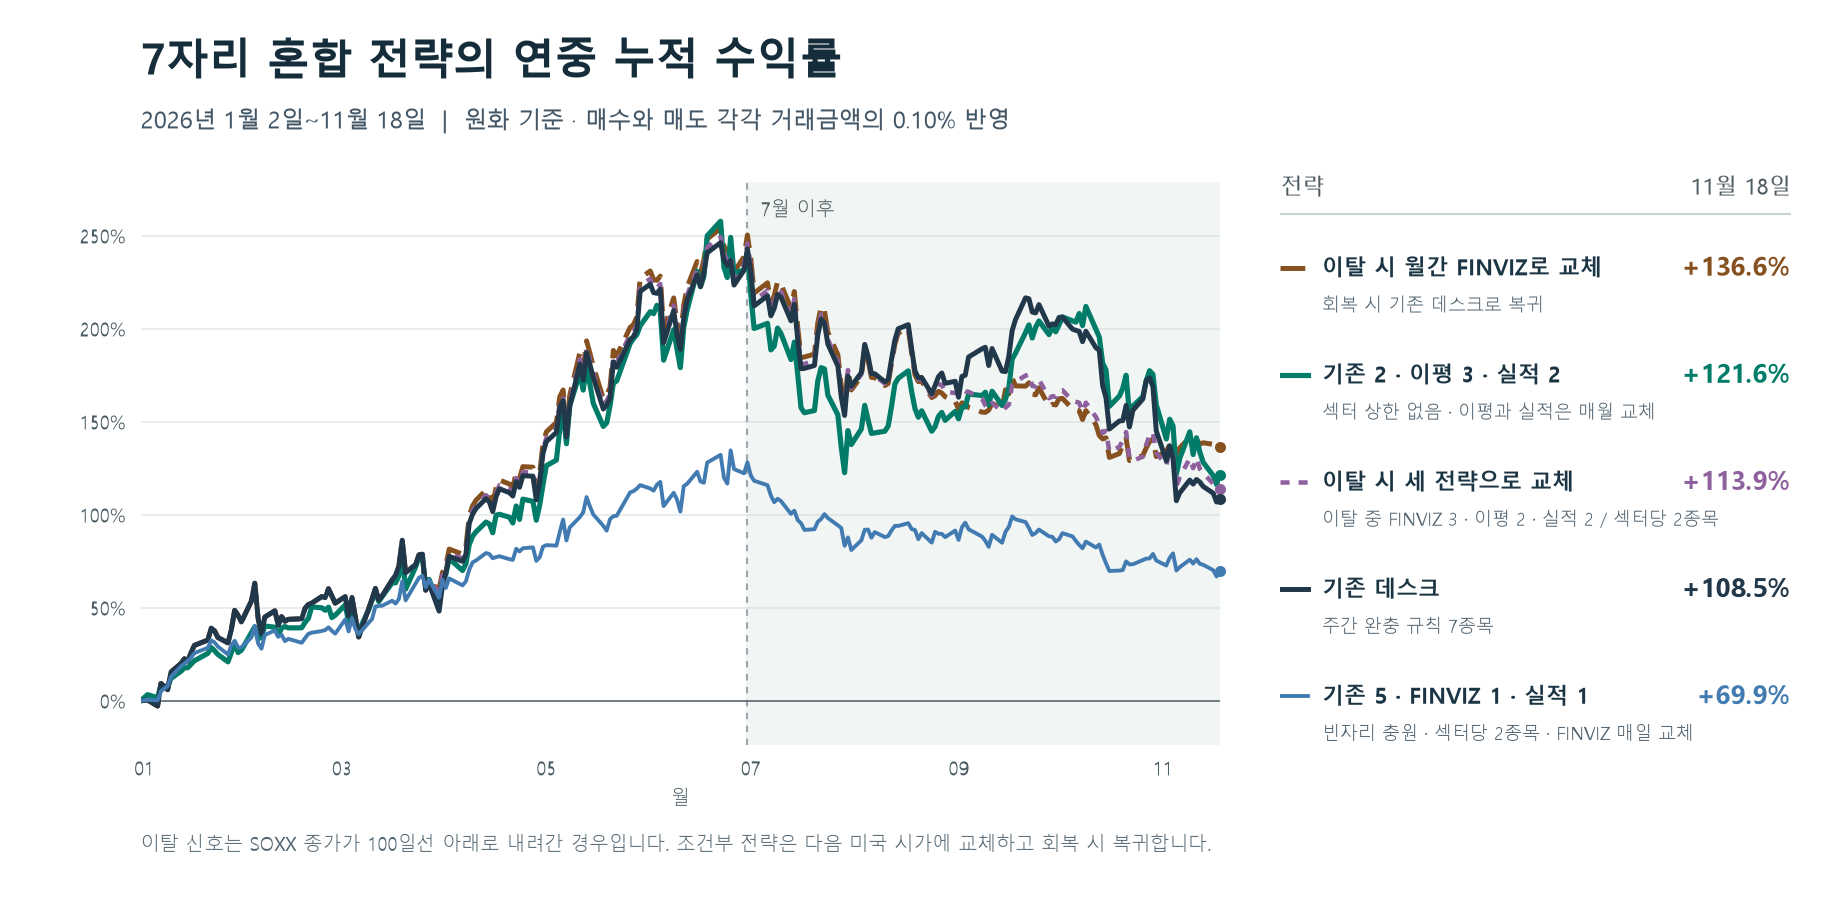 7자리 혼합 전략의 연중 누적 수익률
2026년 1월 2일~11월 18일 | 원화 기준 · 매수와 매도 각각 거래금액의 0.10% 반영
7월 이후
250%
200%
150%
100%
50%
0%
01 03 05 07 09 11
월
전략 11월 18일
이탈 시 월간 FINVIZ로 교체 +136.6%
회복 시 기존 데스크로 복귀
기존 2 · 이평 3 · 실적 2 +121.6%
섹터 상한 없음 · 이평과 실적은 매월 교체
이탈 시 세 전략으로 교체 +113.9%
이탈 중 FINVIZ 3 · 이평 2 · 실적 2 / 섹터당 2종목
기존 데스크 +108.5%
주간 완충 규칙 7종목
기존 5 · FINVIZ 1 · 실적 1 +69.9%
빈자리 충원 · 섹터당 2종목 · FINVIZ 매일 교체
이탈 신호는 SOXX 종가가 100일선 아래로 내려간 경우입니다. 조건부 전략은 다음 미국 시가에 교체하고 회복 시 복귀합니다.